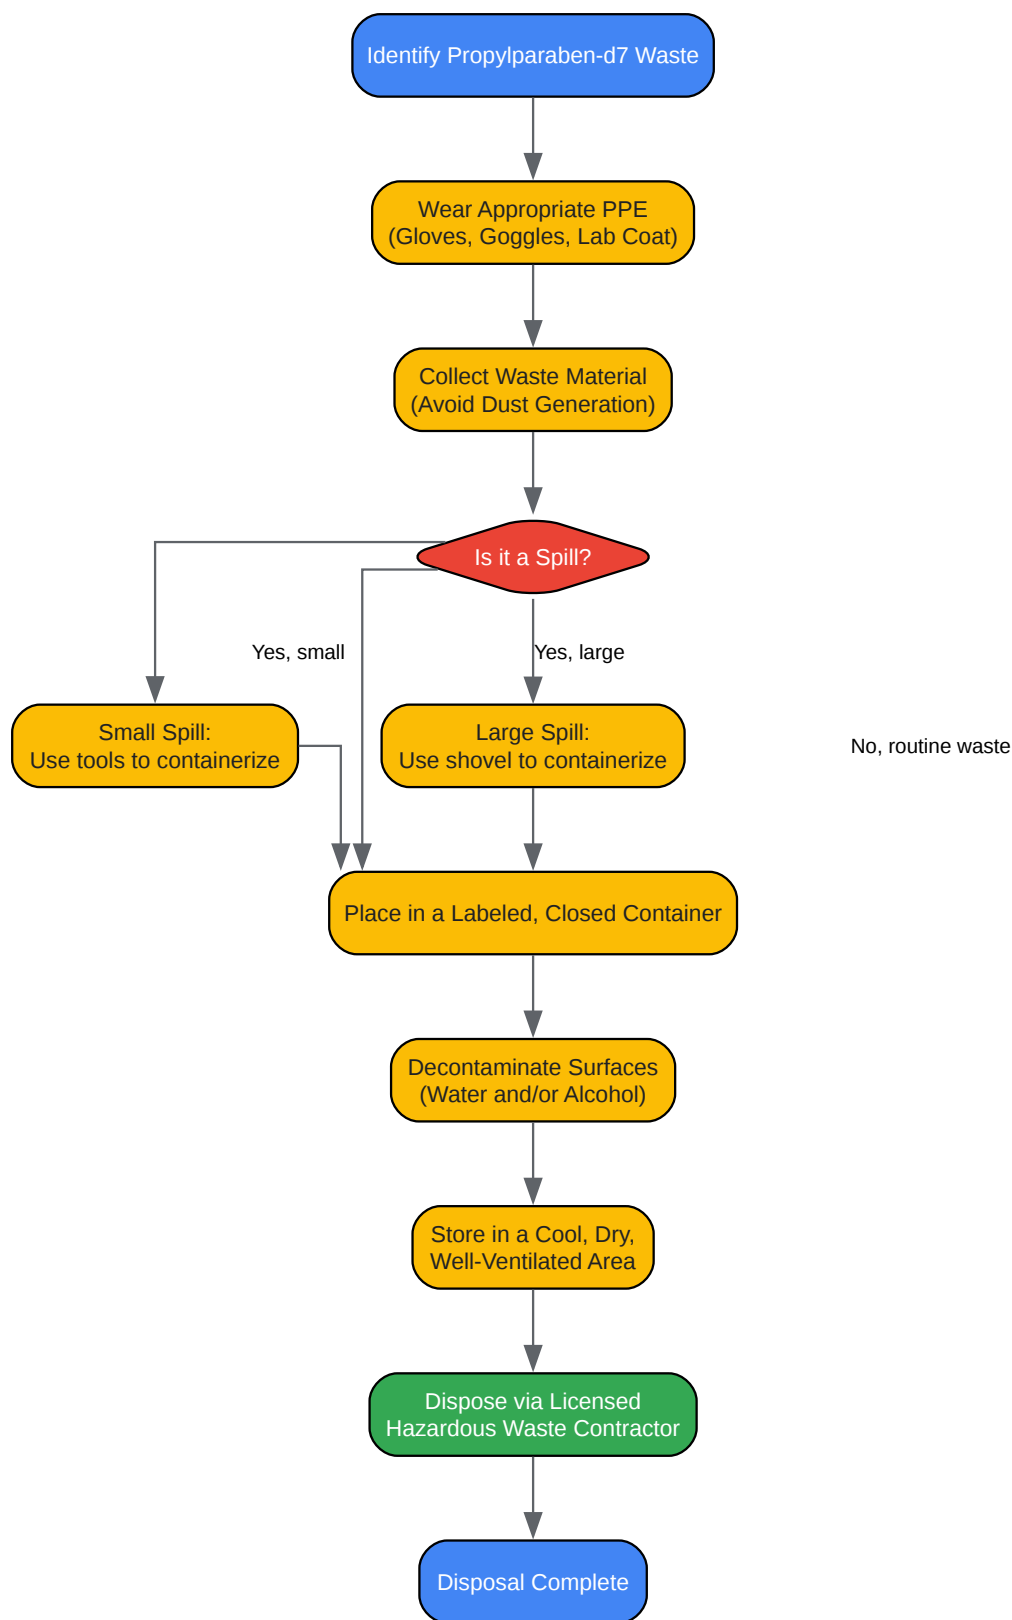 Identify Propylparaben-d7 Waste
Wear Appropriate PPE
(Gloves, Goggles, Lab Coat)
Collect Waste Material
(Avoid Dust Generation)
Is it a Spill?
Yes, small
Yes, large
Small Spill:
Use tools to containerize
Large Spill:
Use shovel to containerize
No, routine waste
Place in a Labeled, Closed Container
Decontaminate Surfaces
(Water and/or Alcohol)
Store in a Cool, Dry,
Well-Ventilated Area
Dispose via Licensed
Hazardous Waste Contractor
Disposal Complete